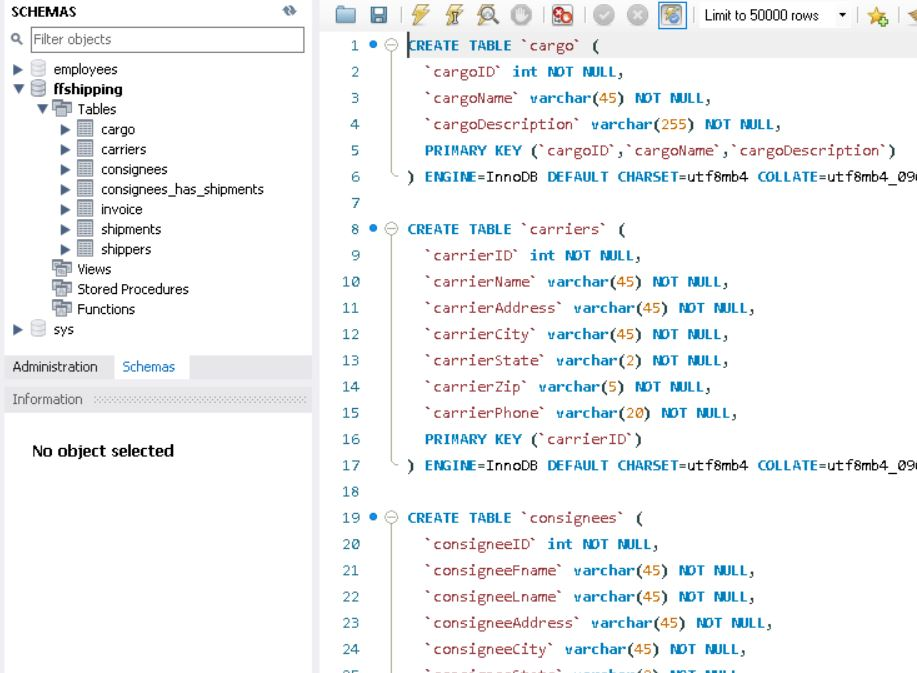 SCHEMAS
Filter objects
employees
ffshipping
Tables
cargo
carriers
consignees
consignees_has_shipments
invoice
shipments
shippers
Views
Stored Procedures
Functions
sys
Administration Schemas
Information
No object selected
Limit to 50000 rows
1 CREATE TABLE `cargo` (
2 `cargoID` int NOT NULL,
3 `cargoName` varchar(45) NOT NULL,
4 `cargoDescription` varchar(255) NOT NULL,
5 PRIMARY KEY (`cargoID`,`cargoName`,`cargoDescription`)
6 ) ENGINE=InnoDB DEFAULT CHARSET=utf8mb4 COLLATE=utf8mb4_09
7
8 CREATE TABLE `carriers` (
9 `carrierID` int NOT NULL,
10 `carrierName` varchar(45) NOT NULL,
11 `carrierAddress` varchar(45) NOT NULL,
12 `carrierCity` varchar(45) NOT NULL,
13 `carrierState` varchar(2) NOT NULL,
14 `carrierZip` varchar(5) NOT NULL,
15 `carrierPhone` varchar(20) NOT NULL,
16 PRIMARY KEY (`carrierID`)
17 ) ENGINE=InnoDB DEFAULT CHARSET=utf8mb4 COLLATE=utf8mb4_09
18
19 CREATE TABLE `consignees` (
20 `consigneeID` int NOT NULL,
21 `consigneeFname` varchar(45) NOT NULL,
22 `consigneeLname` varchar(45) NOT NULL,
23 `consigneeAddress` varchar(45) NOT NULL,
24 `consigneeCity` varchar(45) NOT NULL,